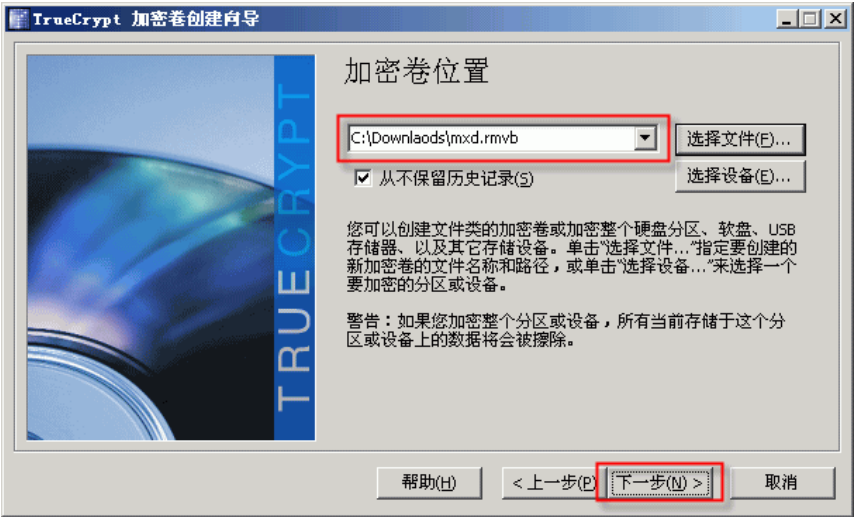 TrueCrypt 加密卷创建向导
TRUECRYPT
加密卷位置
C:\Downlaods\mxd.rmvb
选择文件(F)...
从不保留历史记录(S)
选择设备(E)...
您可以创建文件类的加密卷或加密整个硬盘分区、软盘、USB
存储器、以及其它存储设备。单击"选择文件..."指定要创建的
新加密卷的文件名称和路径，或单击"选择设备..."来选择一个
要加密的分区或设备。
警告：如果您加密整个分区或设备，所有当前存储于这个分
区或设备上的数据将会被擦除。
帮助(H)
< 上一步(P)
下一步(N) >
取消